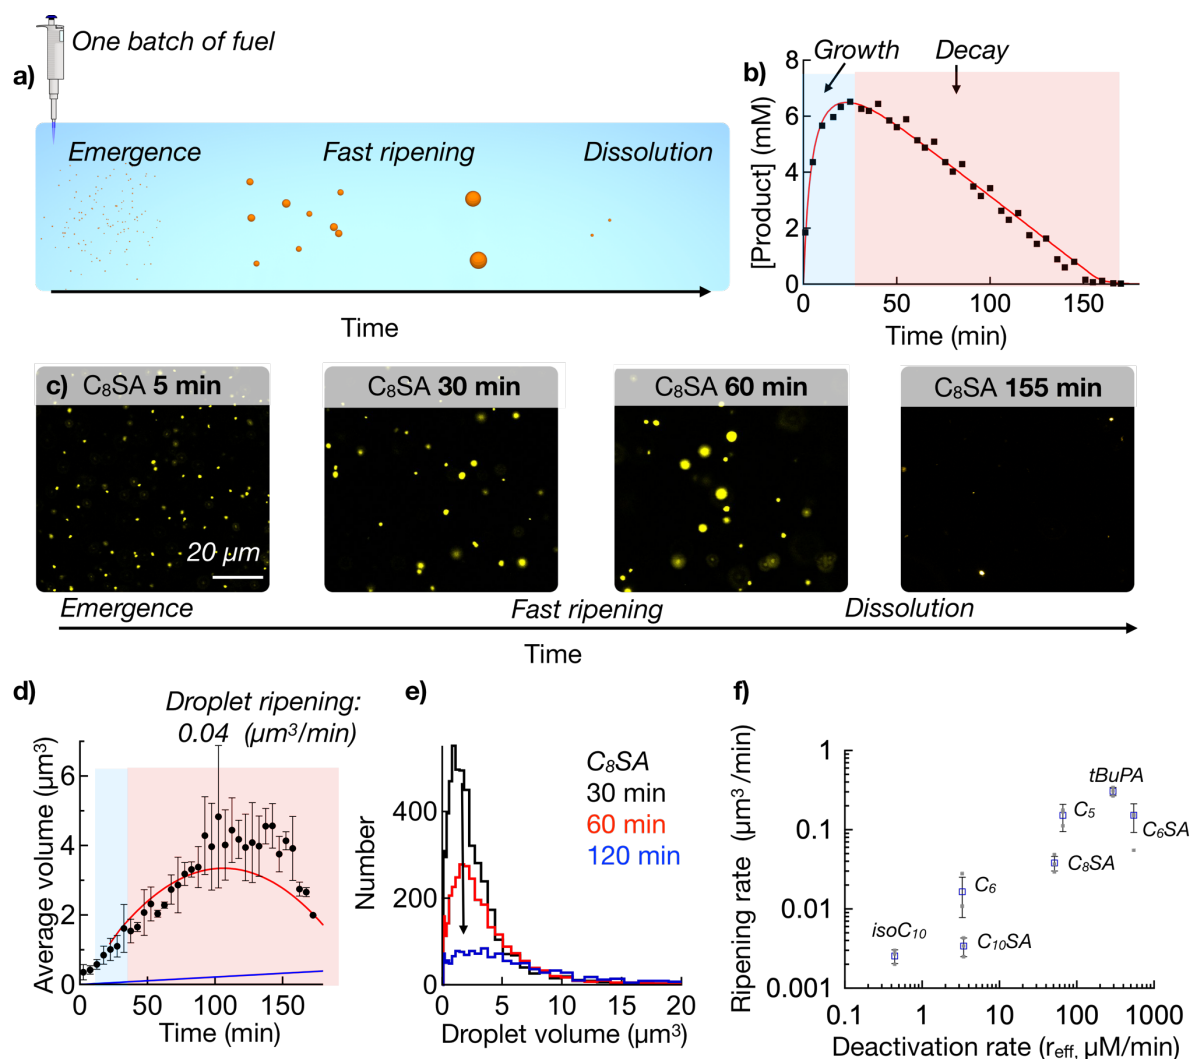 One batch of fuel
a)
Emergence
Fast ripening
Dissolution
Time
b)
Growth
Decay
8
6
4
2
0
[Product] (mM)
0
50
100
150
Time (min)
c)
C₈SA 5 min
C₈SA 30 min
C₈SA 60 min
C₈SA 155 min
20 µm
Emergence
Fast ripening
Dissolution
Time
d)
Droplet ripening:
0.04 (µm³/min)
6
4
2
0
Average volume (µm³)
0
50
100
150
Time (min)
e)
C₈SA
30 min
60 min
120 min
400
200
0
Number
0
5
10
15
20
Droplet volume (µm³)
f)
1
0.1
0.01
0.001
Ripening rate (µm³/min)
tBuPA
C₅
C₆SA
C₈SA
C₆
isoC₁₀
C₁₀SA
0.1
1
10
100
1000
Deactivation rate (r_eff, µM/min)